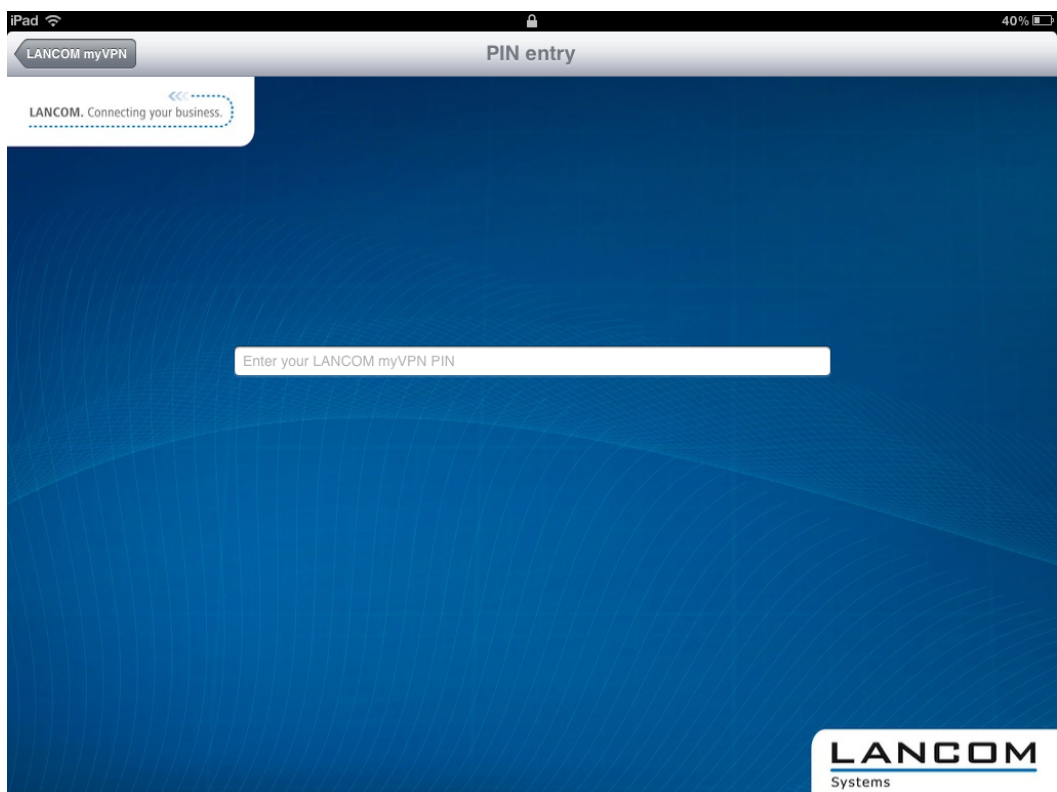 iPad 40%
LANCOM myVPN PIN entry
LANCOM. Connecting your business.
Enter your LANCOM myVPN PIN
LANCOM
Systems